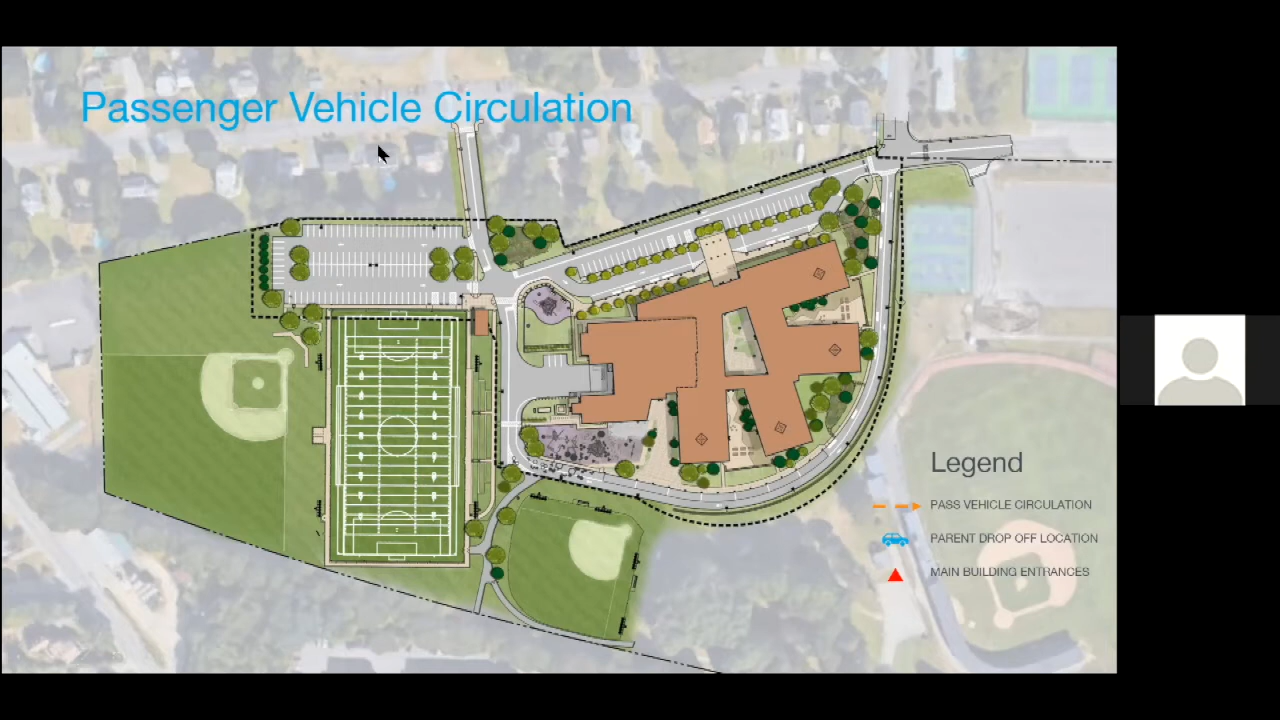 Passenger Vehicle Circulation
Legend
PASS VEHICLE CIRCULATION
PARENT DROP OFF LOCATION
MAIN BUILDING ENTRANCES